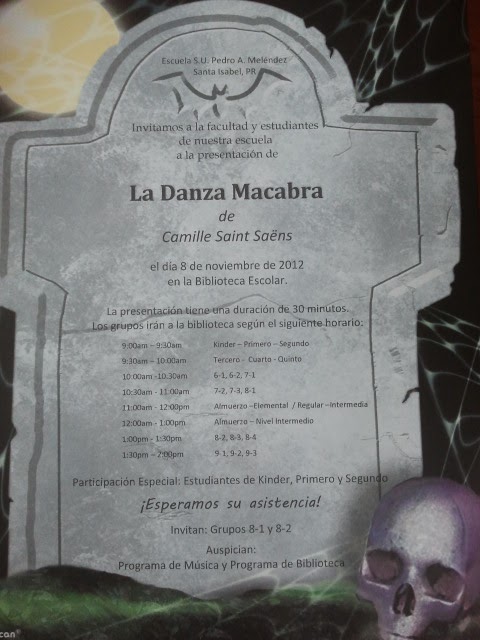 Escuela S.U. Pedro A. Meléndez
Santa Isabel, PR
Invitamos a la facultad y estudiantes
de nuestra escuela
a la presentación de
La Danza Macabra
de
Camille Saint Saëns
el día 8 de noviembre de 2012
en la Biblioteca Escolar.
La presentación tiene una duración de 30 minutos.
Los grupos irán a la biblioteca según el siguiente horario:
9:00am – 9:30am Kinder – Primero – Segundo
9:30am – 10:00am Tercero - Cuarto - Quinto
10:00am -10:30am 6-1, 6-2, 7-1
10:30am - 11:00am 7-2, 7-3, 8-1
11:00am - 12:00pm Almuerzo –Elemental / Regular –Intermedia
12:00am - 1:00pm Almuerzo – Nivel Intermedio
1:00pm - 1:30pm 8-2, 8-3, 8-4
1:30pm – 2:00pm 9-1, 9-2, 9-3
Participación Especial: Estudiantes de Kinder, Primero y Segundo
¡Esperamos su asistencia!
Invitan: Grupos 8-1 y 8-2
Auspician:
Programa de Música y Programa de Biblioteca